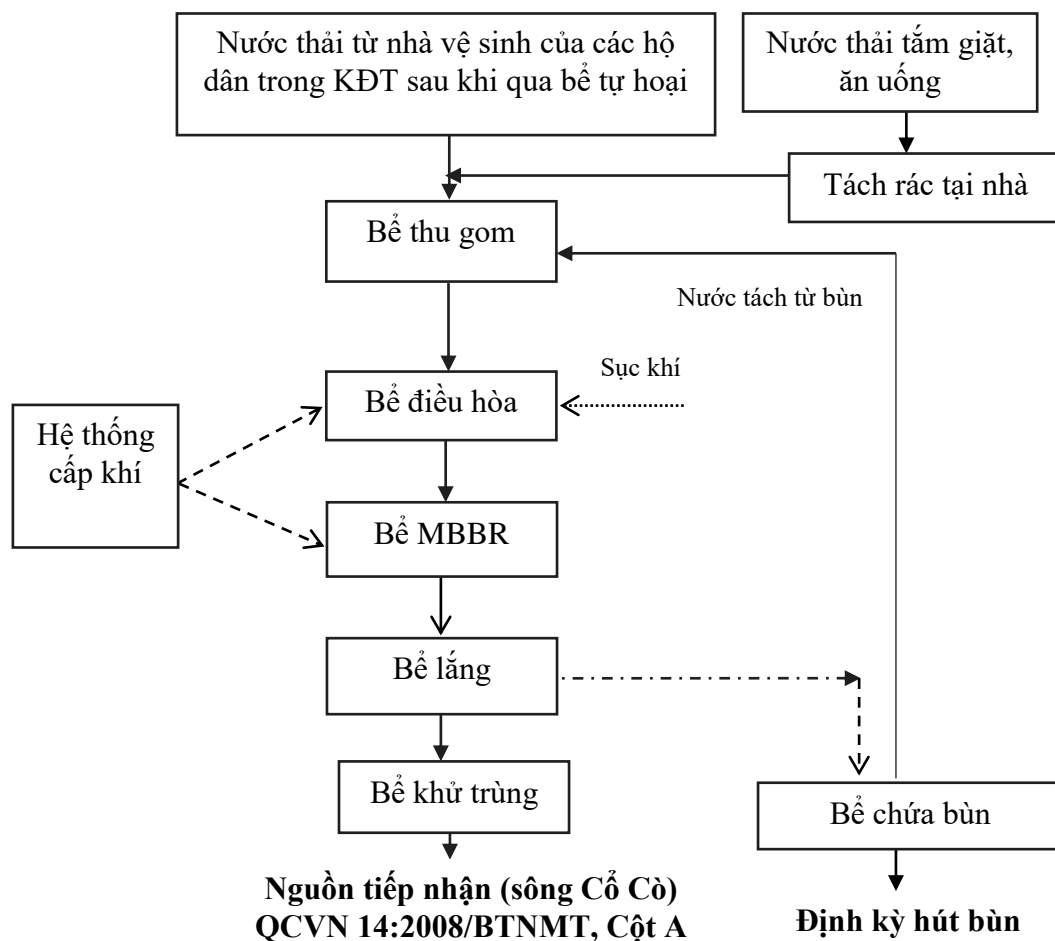 Nước thải từ nhà vệ sinh của các hộ
dân trong KĐT sau khi qua bể tự hoại
Nước thải tắm giặt,
ăn uống
Tách rác tại nhà
Bể thu gom
Nước tách từ bùn
Sục khí
Bể điều hòa
Hệ thống
cấp khí
Bể MBBR
Bể lắng
Bể khử trùng
Bể chứa bùn
Nguồn tiếp nhận (sông Cổ Cò)
QCVN 14:2008/BTNMT, Cột A
Định kỳ hút bùn